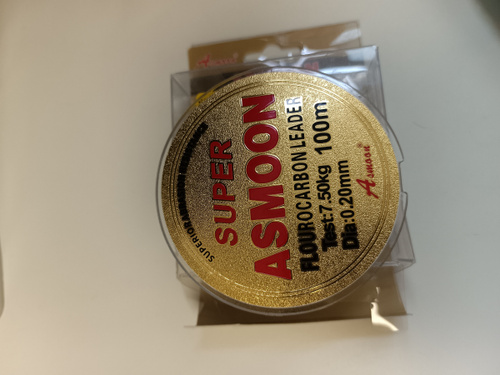 SUPER
ASMOON
FLOUROCARBON LEADER
Test:7.50kg 100m
Dia:0.20mm
Asmoon